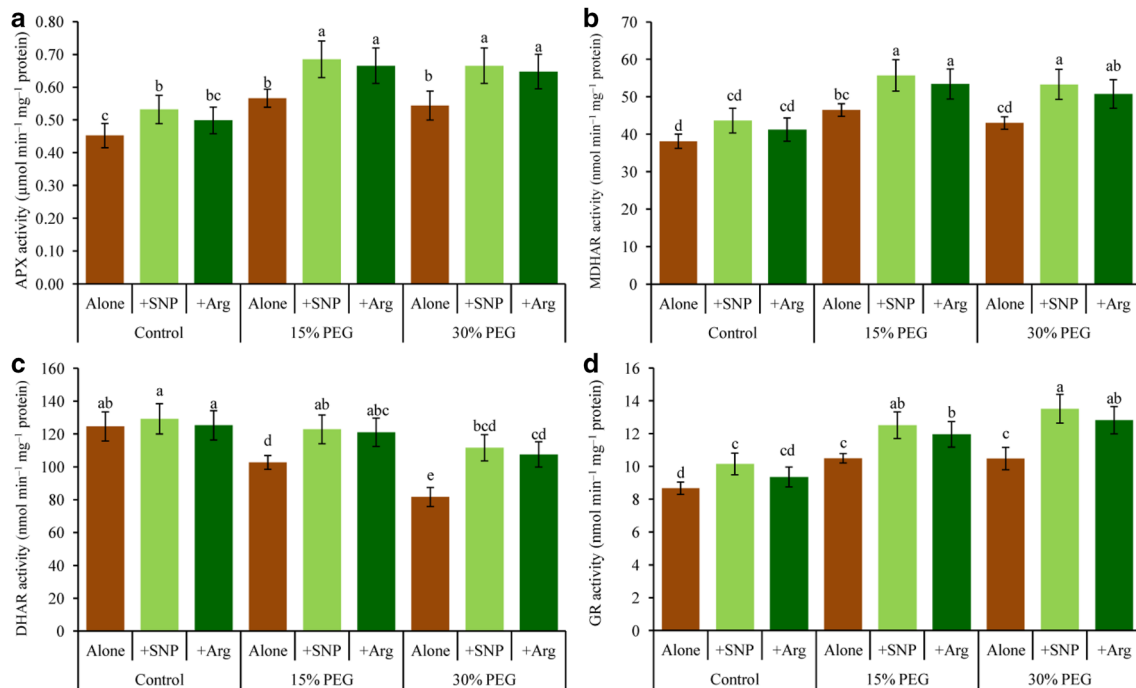 a
APX activity (µmol min⁻¹ mg⁻¹ protein)
0.80
0.70
0.60
0.50
0.40
0.30
0.20
0.10
0.00
c
b
bc
b
a
a
b
a
a
Alone +SNP +Arg Alone +SNP +Arg Alone +SNP +Arg
Control 15% PEG 30% PEG
b
MDHAR activity (nmol min⁻¹ mg⁻¹ protein)
70
60
50
40
30
20
10
0
d
cd
cd
bc
a
a
cd
a
ab
Alone +SNP +Arg Alone +SNP +Arg Alone +SNP +Arg
Control 15% PEG 30% PEG
c
DHAR activity (nmol min⁻¹ mg⁻¹ protein)
160
140
120
100
80
60
40
20
0
ab
a
a
d
ab
abc
e
bcd
cd
Alone +SNP +Arg Alone +SNP +Arg Alone +SNP +Arg
Control 15% PEG 30% PEG
d
GR activity (nmol min⁻¹ mg⁻¹ protein)
16
14
12
10
8
6
4
2
0
d
c
cd
c
ab
b
c
a
ab
Alone +SNP +Arg Alone +SNP +Arg Alone +SNP +Arg
Control 15% PEG 30% PEG